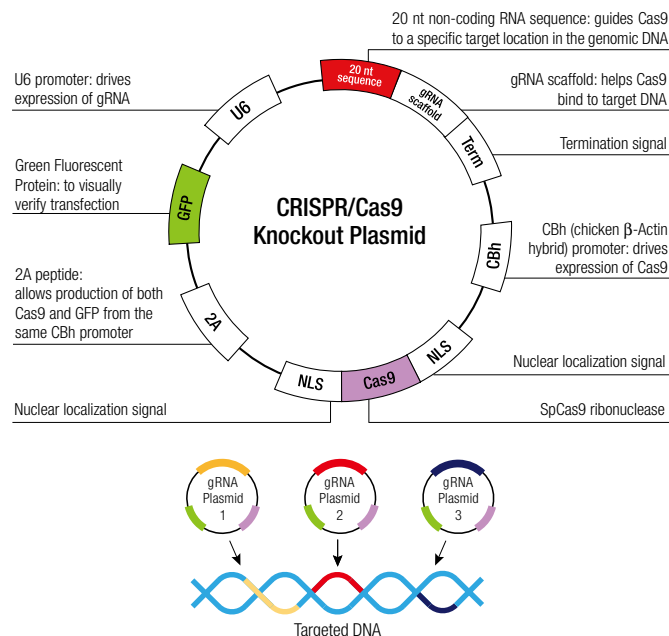 20 nt non-coding RNA sequence: guides Cas9
to a specific target location in the genomic DNA
U6 promoter: drives
expression of gRNA
20 nt
sequence
gRNA
scaffold
gRNA scaffold: helps Cas9
bind to target DNA
U6
Term
Termination signal
Green Fluorescent
Protein: to visually
verify transfection
GFP
CRISPR/Cas9
Knockout Plasmid
CBh
CBh (chicken β-Actin
hybrid) promoter: drives
expression of Cas9
2A peptide:
allows production of both
Cas9 and GFP from the
same CBh promoter
2A
NLS
Cas9
NLS
Nuclear localization signal
Nuclear localization signal
SpCas9 ribonuclease
gRNA
Plasmid
1
gRNA
Plasmid
2
gRNA
Plasmid
3
Targeted DNA